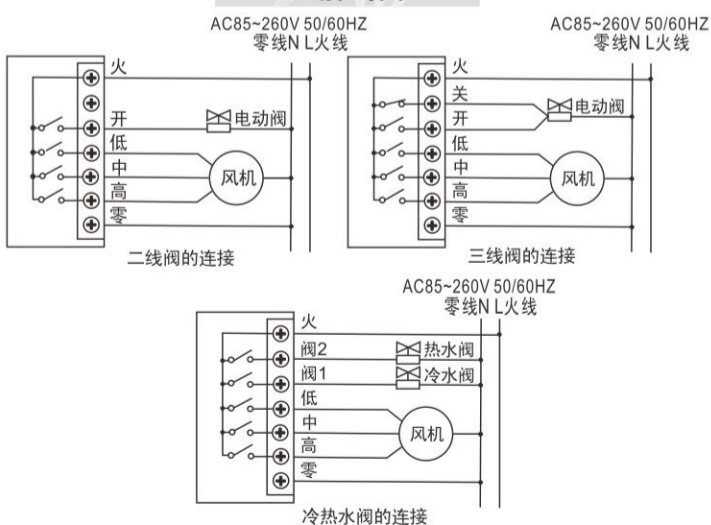 AC85~260V 50/60HZ
零线N L火线
火
开
电动阀
低
中
风机
高
零
二线阀的连接
AC85~260V 50/60HZ
零线N L火线
火
关
电动阀
开
低
中
风机
高
零
三线阀的连接
AC85~260V 50/60HZ
零线N L火线
火
阀2
热水阀
阀1
冷水阀
低
中
风机
高
零
冷热水阀的连接